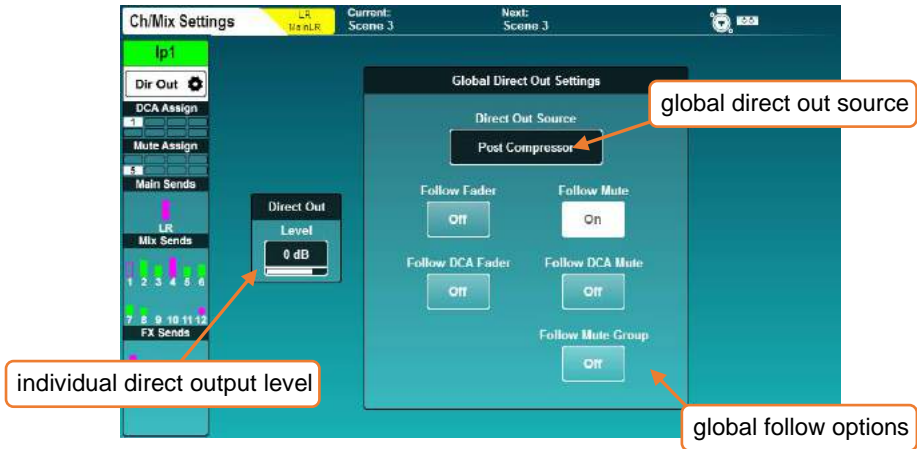 Ch/Mix Settings
LR
MainLR
Current:
Scene 3
Next:
Scene 3
Ip1
Dir Out
DCA Assign
1
Mute Assign
5
Main Sends
LR
Mix Sends
1 2 3 4 5 6
7 8 9 10 11 12
FX Sends
Direct Out
Level
0 dB
Global Direct Out Settings
Direct Out Source
Post Compressor
Follow Fader
Off
Follow Mute
On
Follow DCA Fader
Off
Follow DCA Mute
Off
Follow Mute Group
Off
global direct out source
individual direct output level
global follow options